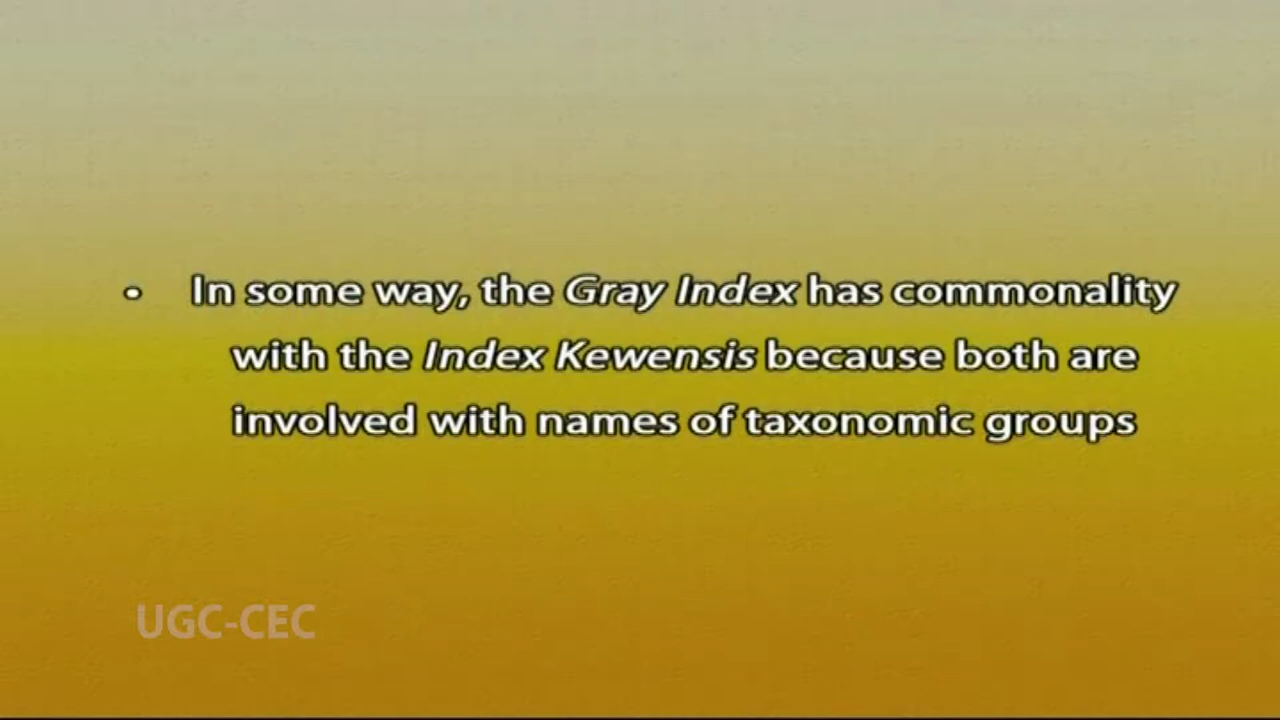 • In some way, the Gray Index has commonality
with the Index Kewensis because both are
involved with names of taxonomic groups
UGC-CEC